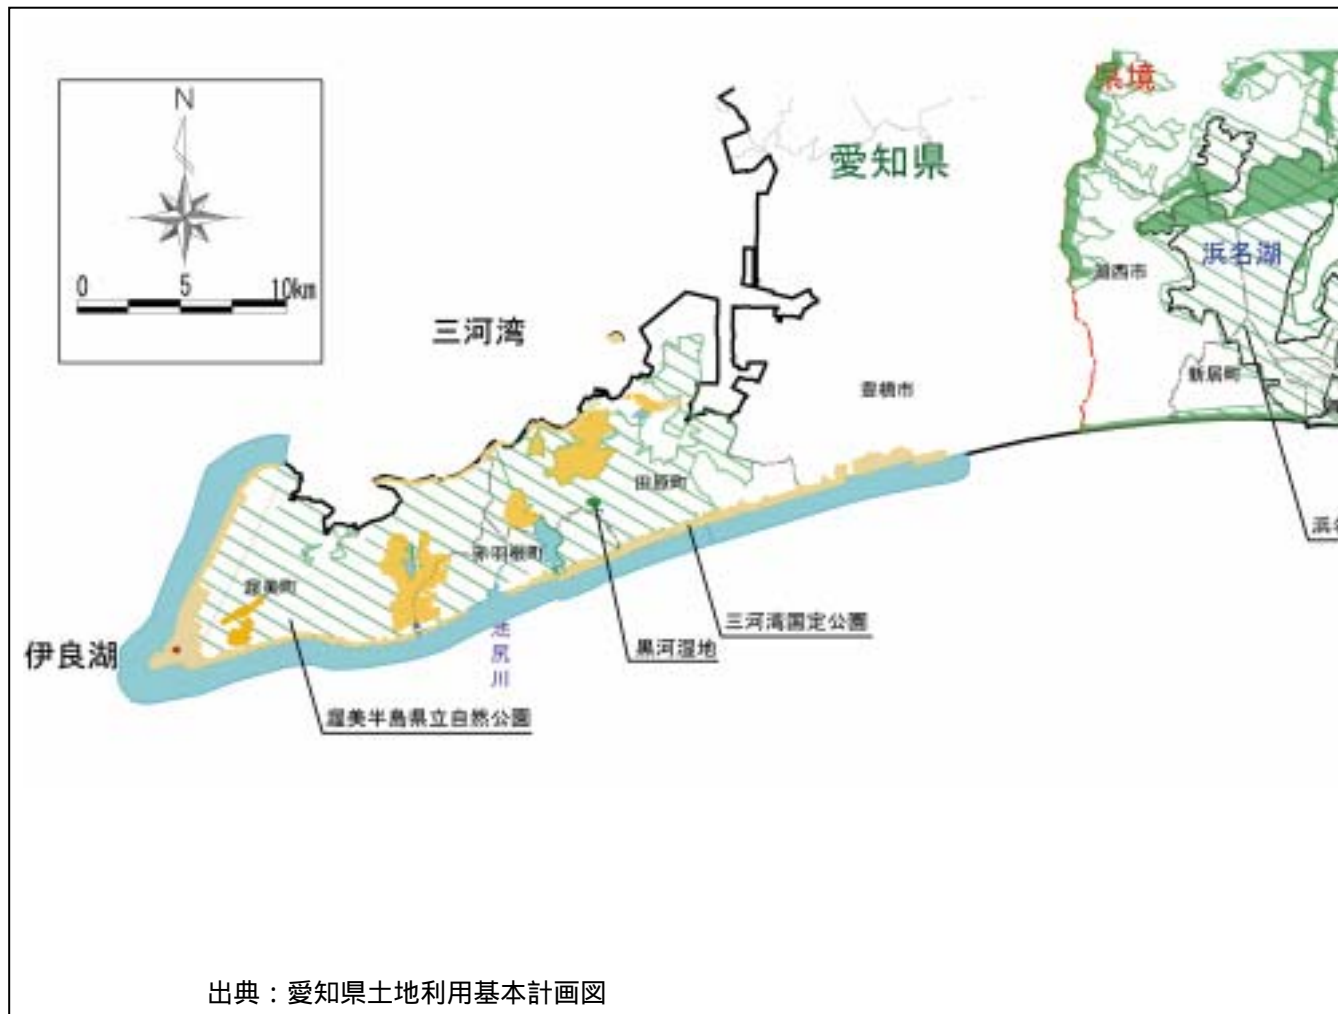 県境
N
愛知県
浜名湖
湖西市
0 5 10km
三河湾
新居町
豊橋市
田原町
赤羽根町
渥美町
三河湾国定公園
池尻川
黒河湿地
伊良湖
渥美半島県立自然公園
出典：愛知県土地利用基本計画図